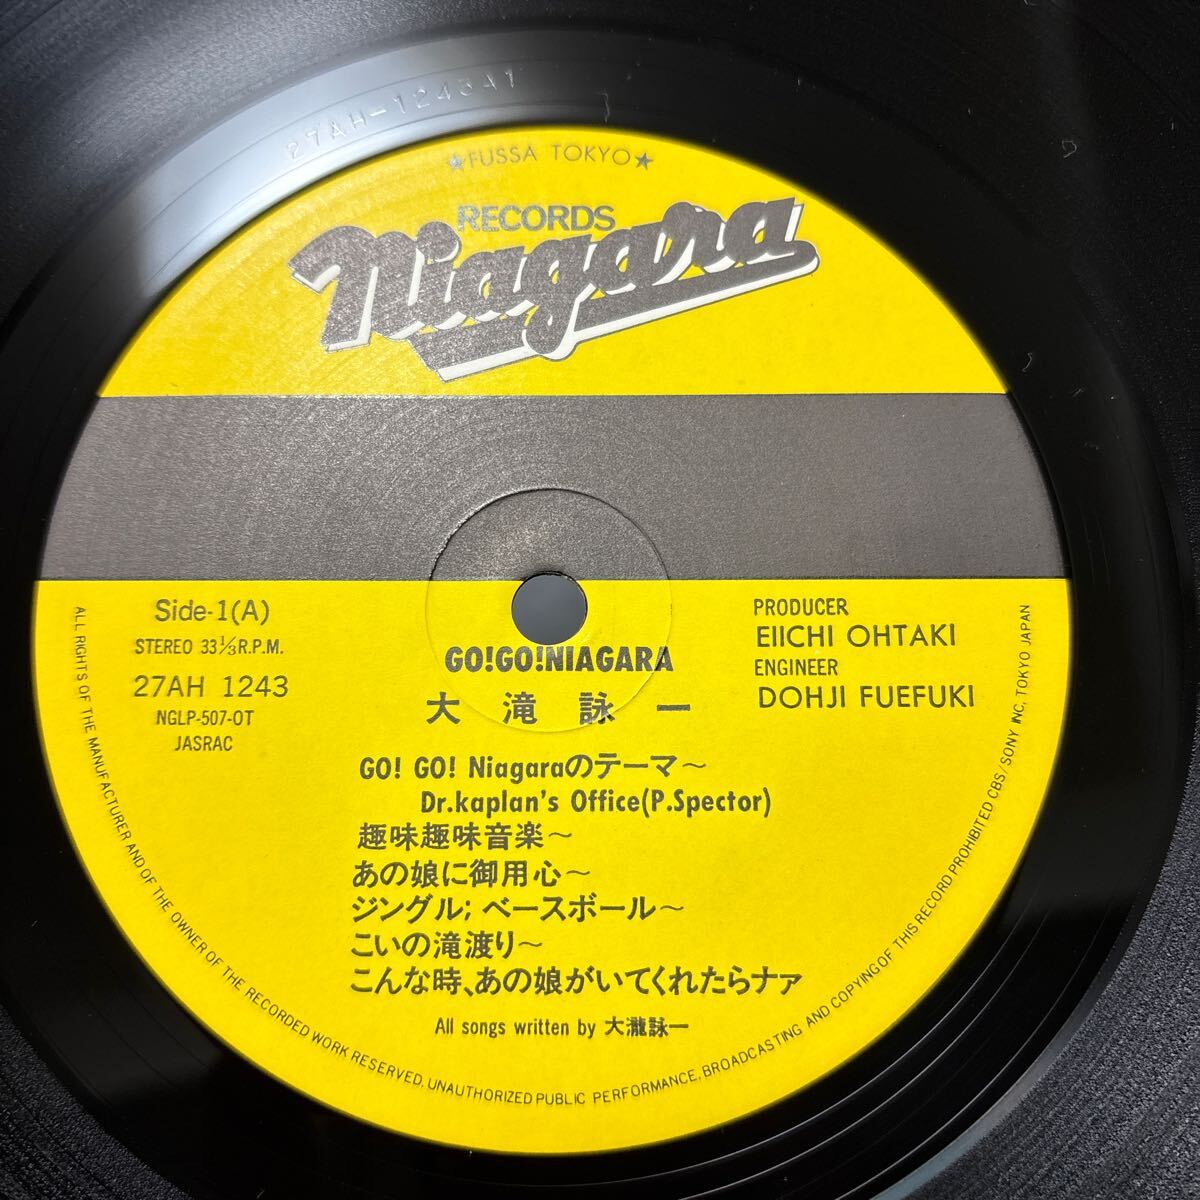 27AH-1243A1
★FUSSA TOKYO★
RECORDS
Niagara
Side-1(A)
STEREO 33⅓R.P.M.
27AH 1243
NGLP-507-OT
JASRAC
PRODUCER
EIICHI OHTAKI
ENGINEER
DOHJI FUEFUKI
GO!GO!NIAGARA
大滝詠一
GO! GO! Niagaraのテーマ～
Dr.kaplan's Office(P.Spector)
趣味趣味音楽～
あの娘に御用心～
ジングル; ベースボール～
こいの滝渡り～
こんな時、あの娘がいてくれたらナァ
All songs written by 大瀧詠一
ALL RIGHTS OF THE MANUFACTURER AND OF THE OWNER OF THE RECORDED WORK RESERVED. UNAUTHORIZED PUBLIC PERFORMANCE, BROADCASTING AND COPYING OF THIS RECORD PROHIBITED CBS/SONY INC, TOKYO JAPAN